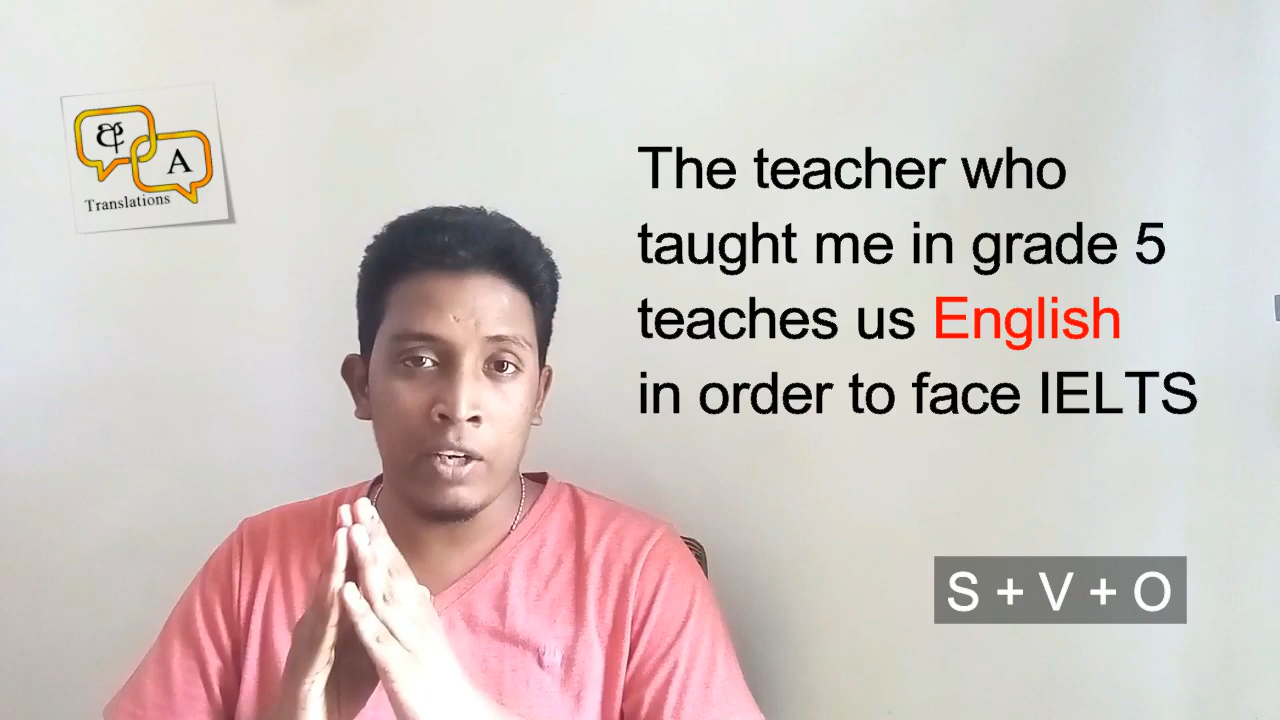 අ
A
Translations
The teacher who
taught me in grade 5
teaches us English
in order to face IELTS
S + V + O